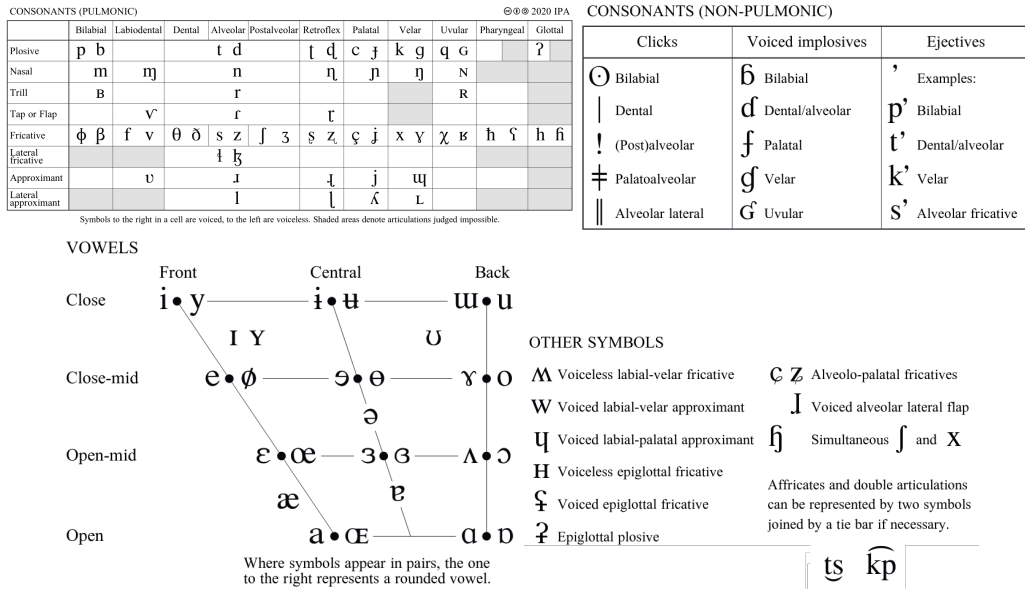 CONSONANTS (PULMONIC) 🅭🅯🄎 2020 IPA
Bilabial Labiodental Dental Alveolar Postalveolar Retroflex Palatal Velar Uvular Pharyngeal Glottal
Plosive p b t d ʈ ɖ c ɟ k ɡ q ɢ ʔ
Nasal m ɱ n ɳ ɲ ŋ ɴ
Trill ʙ r ʀ
Tap or Flap ⱱ ɾ ɽ
Fricative ɸ β f v θ ð s z ʃ ʒ ʂ ʐ ç ʝ x ɣ χ ʁ ħ ʕ h ɦ
Lateral
fricative ɬ ɮ
Approximant ʋ ɹ ɻ j ɰ
Lateral
approximant l ɭ ʎ ʟ
Symbols to the right in a cell are voiced, to the left are voiceless. Shaded areas denote articulations judged impossible.
CONSONANTS (NON-PULMONIC)
Clicks Voiced implosives Ejectives
ʘ Bilabial ɓ Bilabial ʼ Examples:
ǀ Dental ɗ Dental/alveolar pʼ Bilabial
ǃ (Post)alveolar ʄ Palatal tʼ Dental/alveolar
ǂ Palatoalveolar ɠ Velar kʼ Velar
ǁ Alveolar lateral ʛ Uvular sʼ Alveolar fricative
VOWELS
Front Central Back
Close i y ɨ ʉ ɯ u
ɪ ʏ ʊ
Close-mid e ø ɘ ɵ ɤ o
ə
Open-mid ɛ œ ɜ ɞ ʌ ɔ
æ ɐ
Open a ɶ ɑ ɒ
Where symbols appear in pairs, the one
to the right represents a rounded vowel.
OTHER SYMBOLS
ʍ Voiceless labial-velar fricative
w Voiced labial-velar approximant
ɥ Voiced labial-palatal approximant
ʜ Voiceless epiglottal fricative
ʢ Voiced epiglottal fricative
ʡ Epiglottal plosive
ɕ ʑ Alveolo-palatal fricatives
ɺ Voiced alveolar lateral flap
ɧ Simultaneous ʃ and x
Affricates and double articulations
can be represented by two symbols
joined by a tie bar if necessary.
t͜s k͡p